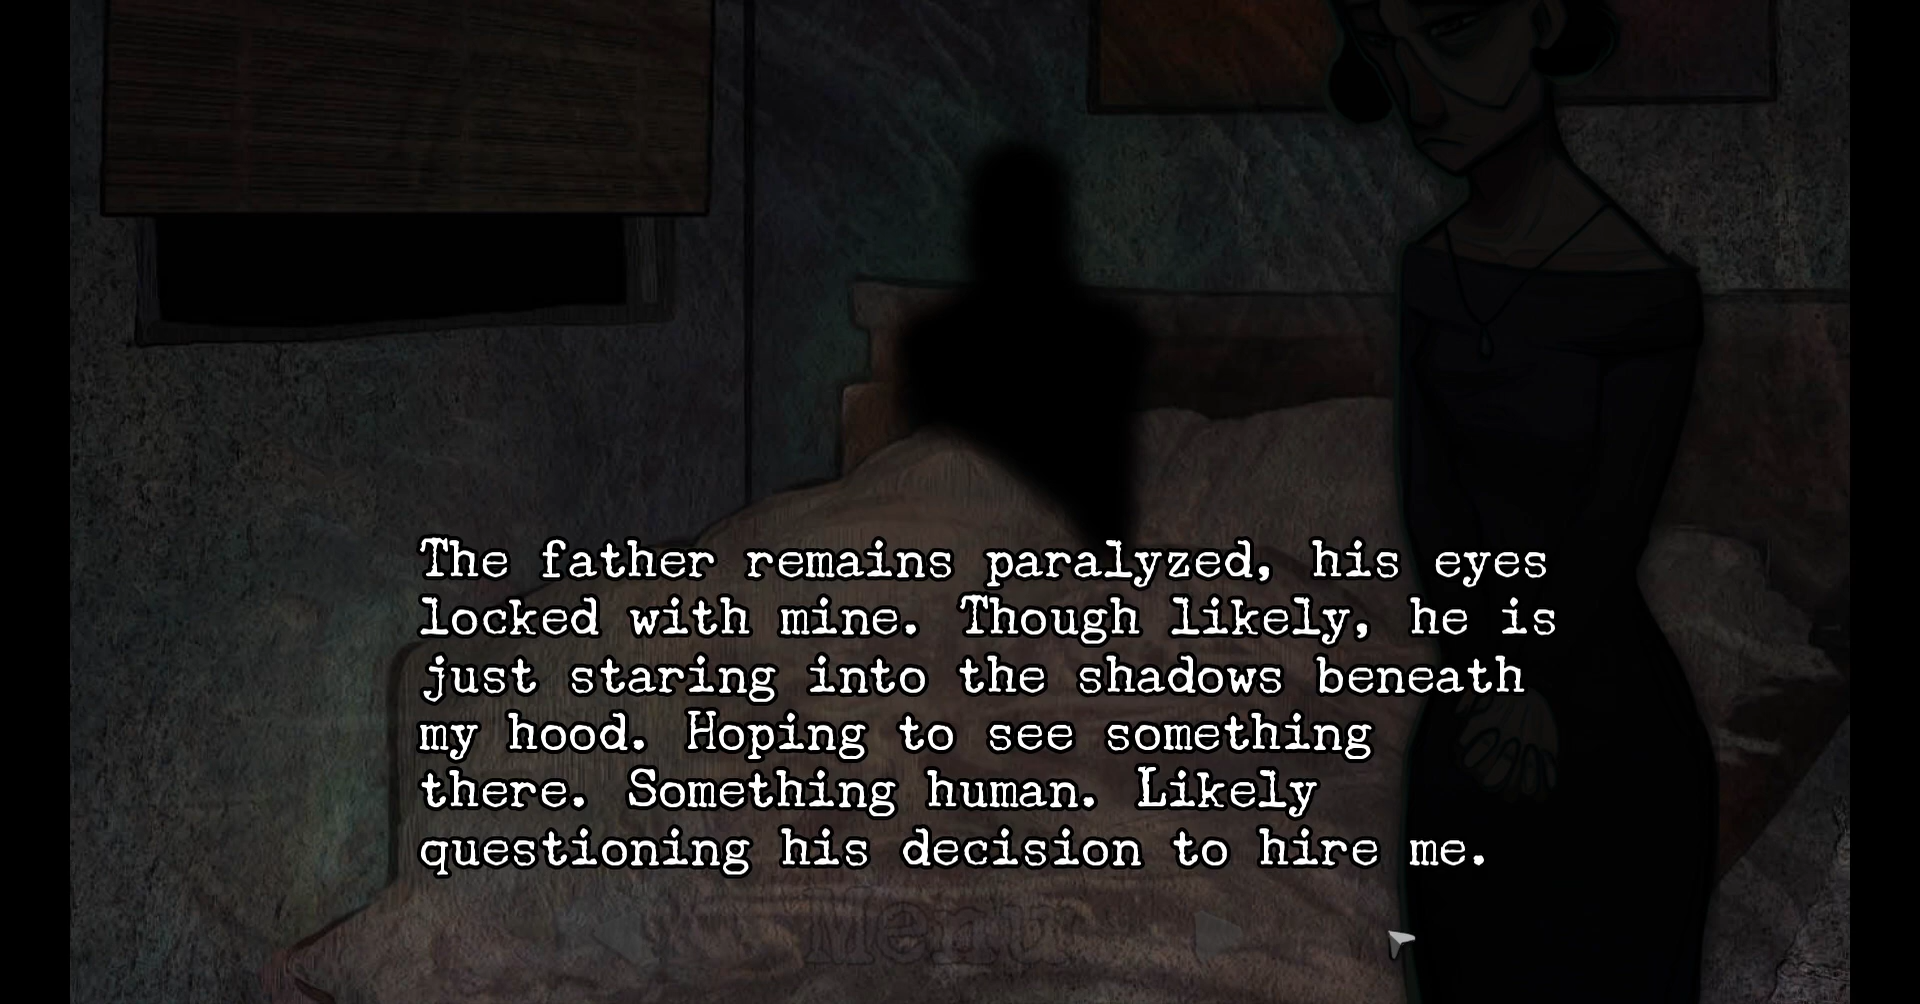 The father remains paralyzed, his eyes
locked with mine. Though likely, he is
just staring into the shadows beneath
my hood. Hoping to see something
there. Something human. Likely
questioning his decision to hire me.
Menu